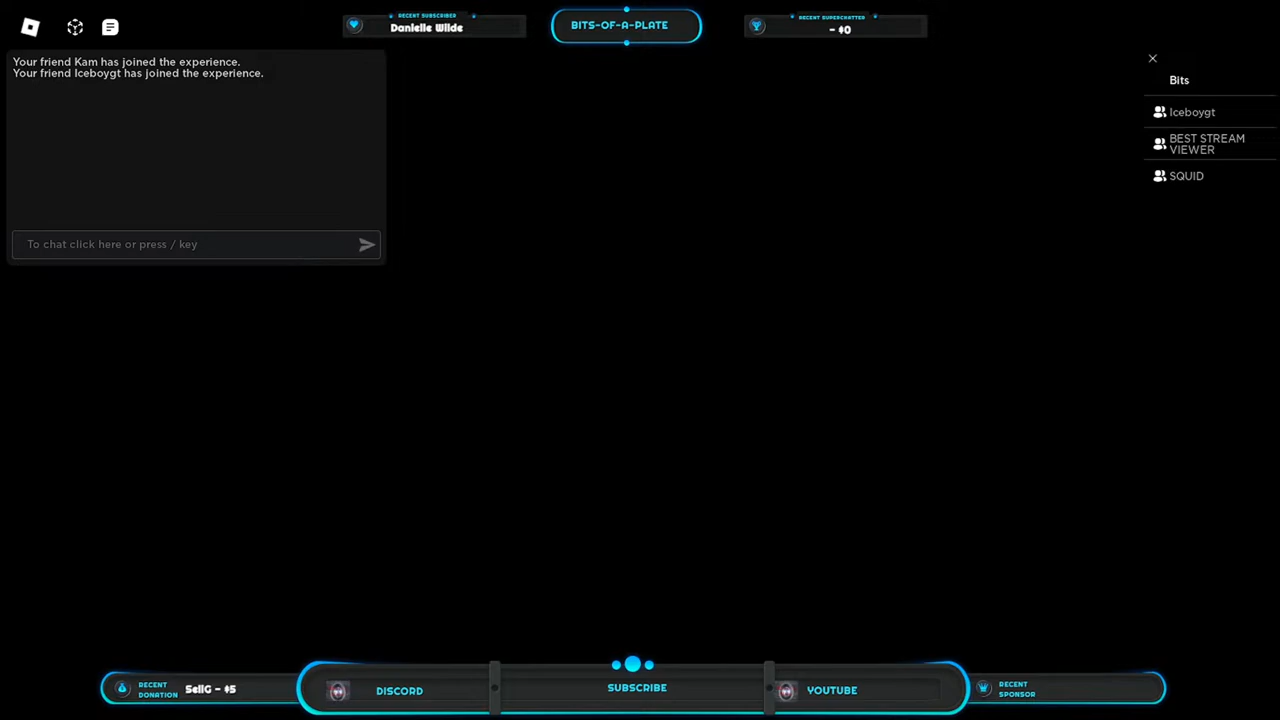 RECENT SUBSCRIBER
Danielle Wilde
BITS-OF-A-PLATE
RECENT SUPERCHATTER
- $0
Your friend Kam has joined the experience.
Your friend Iceboygt has joined the experience.
To chat click here or press / key
Bits
Iceboygt
BEST STREAM
VIEWER
SQUID
RECENT
DONATION
SellG - $5
DISCORD
SUBSCRIBE
YOUTUBE
RECENT
SPONSOR